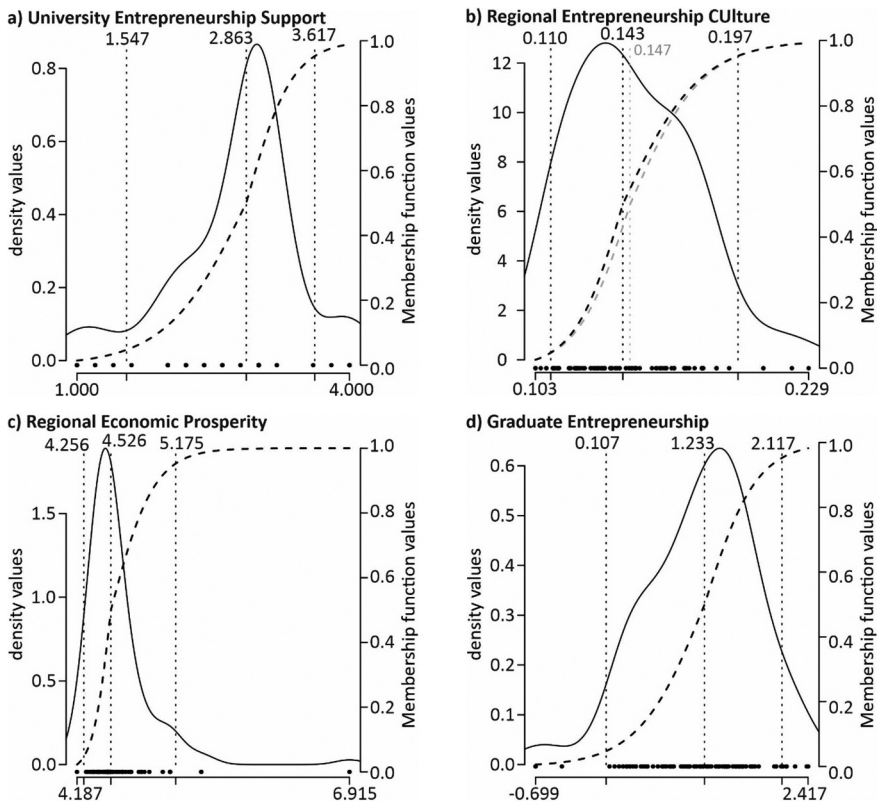 a) University Entrepreneurship Support
1.547 2.863 3.617
density values
0.0 0.2 0.4 0.6 0.8
Membership function values
0.0 0.2 0.4 0.6 0.8 1.0
1.000 4.000
b) Regional Entrepreneurship CUlture
0.110 0.143 0.197
0.147
density values
0 2 4 6 8 10 12
Membership function values
0.0 0.2 0.4 0.6 0.8 1.0
0.103 0.229
c) Regional Economic Prosperity
4.256 4.526 5.175
density values
0.0 0.5 1.0 1.5
Membership function values
0.0 0.2 0.4 0.6 0.8 1.0
4.187 6.915
d) Graduate Entrepreneurship
0.107 1.233 2.117
density values
0.0 0.1 0.2 0.3 0.4 0.5 0.6
Membership function values
0.0 0.2 0.4 0.6 0.8 1.0
-0.699 2.417